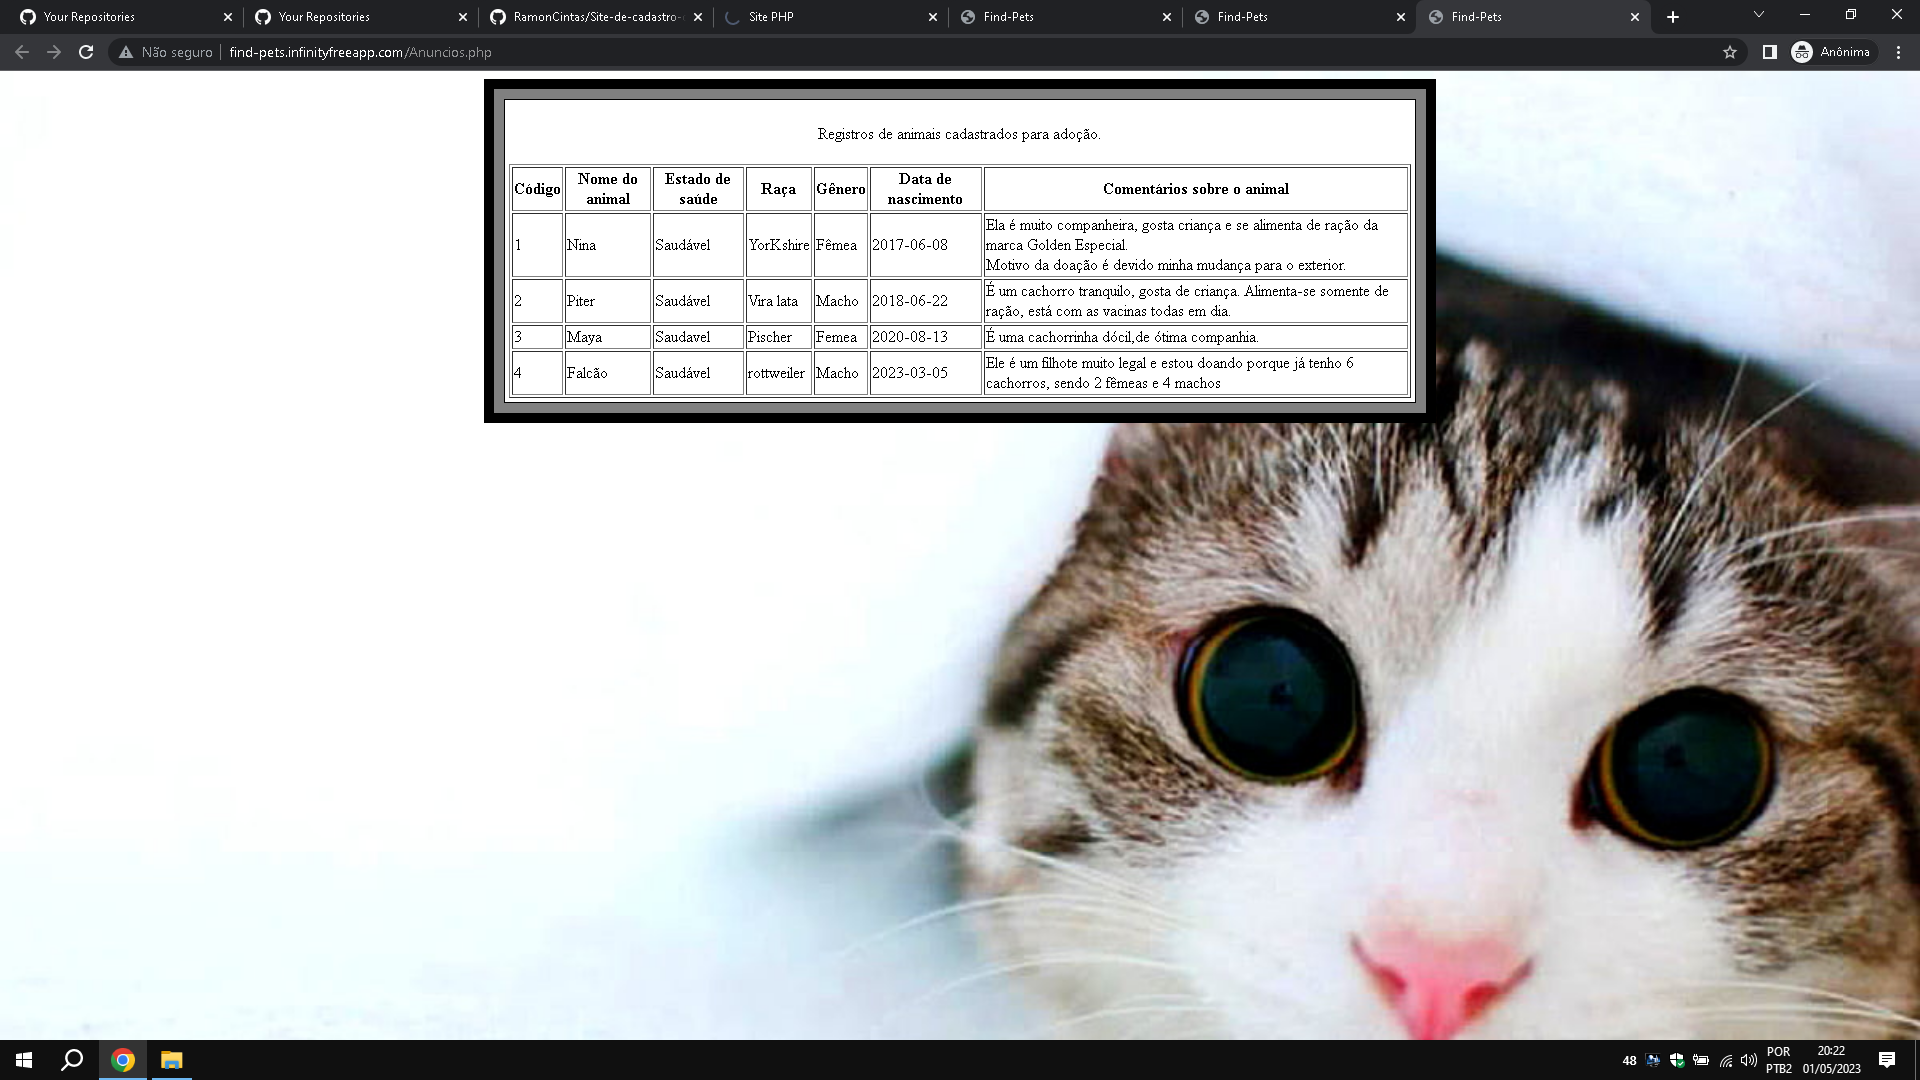 Your Repositories
Your Repositories
RamonCintas/Site-de-cadastro-
Site PHP
Find-Pets
Find-Pets
Find-Pets
Não seguro
find-pets.infinityfreeapp.com/Anuncios.php
Anônima
Registros de animais cadastrados para adoção.
Código Nome do animal Estado de saúde Raça Gênero Data de nascimento Comentários sobre o animal
1 Nina Saudável YorKshire Fêmea 2017-06-08 Ela é muito companheira, gosta criança e se alimenta de ração da
marca Golden Especial.
Motivo da doação é devido minha mudança para o exterior.
2 Piter Saudável Vira lata Macho 2018-06-22 É um cachorro tranquilo, gosta de criança. Alimenta-se somente de
ração, está com as vacinas todas em dia.
3 Maya Saudavel Pischer Femea 2020-08-13 É uma cachorrinha dócil,de ótima companhia.
4 Falcão Saudável rottweiler Macho 2023-03-05 Ele é um filhote muito legal e estou doando porque já tenho 6
cachorros, sendo 2 fêmeas e 4 machos
48
POR
PTB2
20:22
01/05/2023